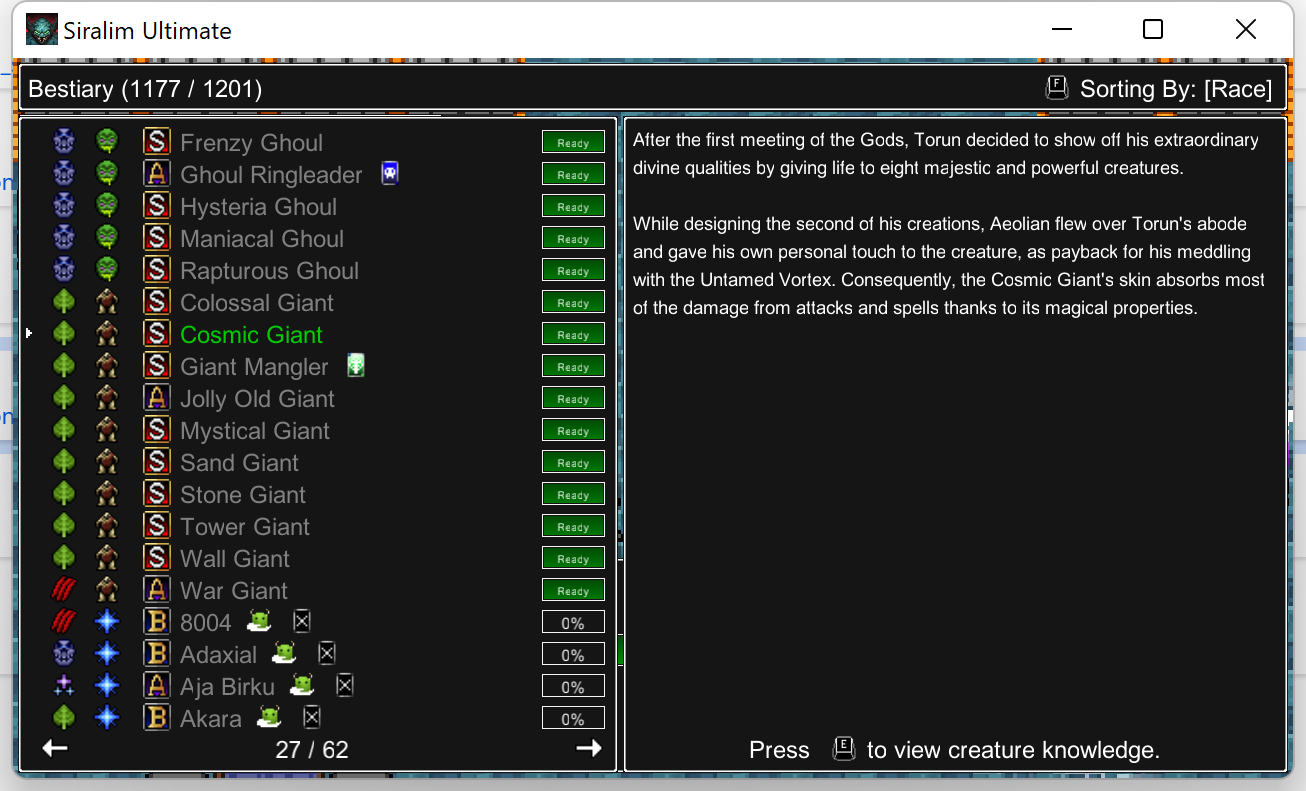 Siralim Ultimate
Bestiary (1177 / 1201)
F Sorting By: [Race]
S Frenzy Ghoul Ready
A Ghoul Ringleader Ready
S Hysteria Ghoul Ready
S Maniacal Ghoul Ready
S Rapturous Ghoul Ready
S Colossal Giant Ready
S Cosmic Giant Ready
S Giant Mangler Ready
A Jolly Old Giant Ready
S Mystical Giant Ready
S Sand Giant Ready
S Stone Giant Ready
S Tower Giant Ready
S Wall Giant Ready
A War Giant Ready
B 8004 0%
B Adaxial 0%
A Aja Birku 0%
B Akara 0%
27 / 62
After the first meeting of the Gods, Torun decided to show off his extraordinary
divine qualities by giving life to eight majestic and powerful creatures.
While designing the second of his creations, Aeolian flew over Torun's abode
and gave his own personal touch to the creature, as payback for his meddling
with the Untamed Vortex. Consequently, the Cosmic Giant's skin absorbs most
of the damage from attacks and spells thanks to its magical properties.
Press E to view creature knowledge.